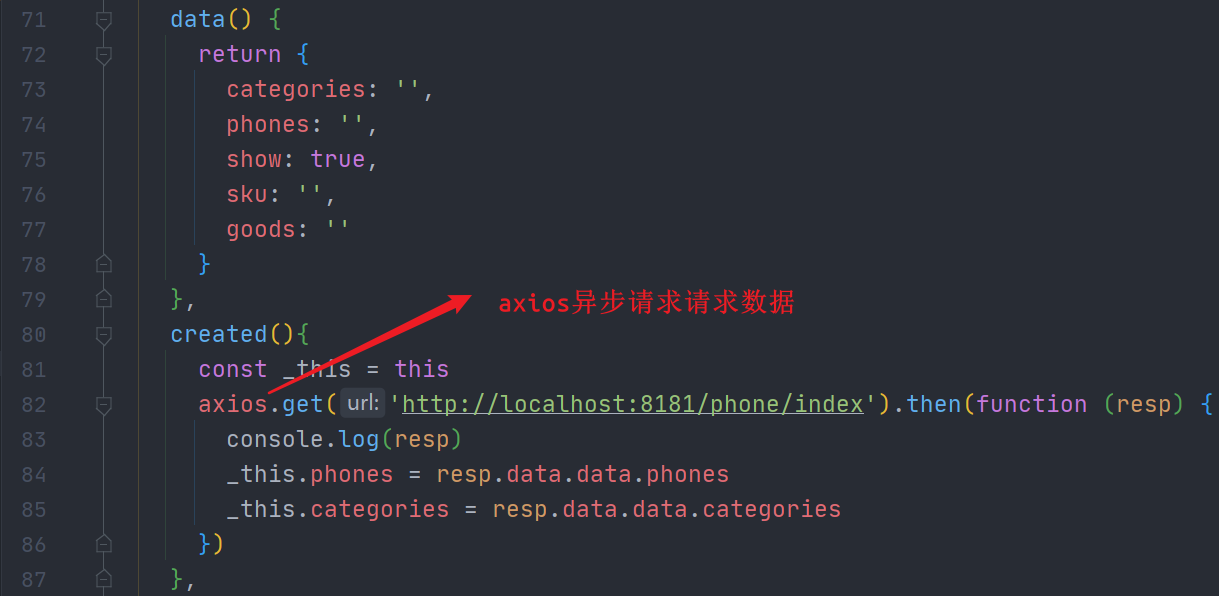 71 data() {
72 return {
73 categories: '',
74 phones: '',
75 show: true,
76 sku: '',
77 goods: ''
78 }
79 },
axios异步请求请求数据
80 created(){
81 const _this = this
82 axios.get( url: 'http://localhost:8181/phone/index').then(function (resp) {
83 console.log(resp)
84 _this.phones = resp.data.data.phones
85 _this.categories = resp.data.data.categories
86 })
87 },